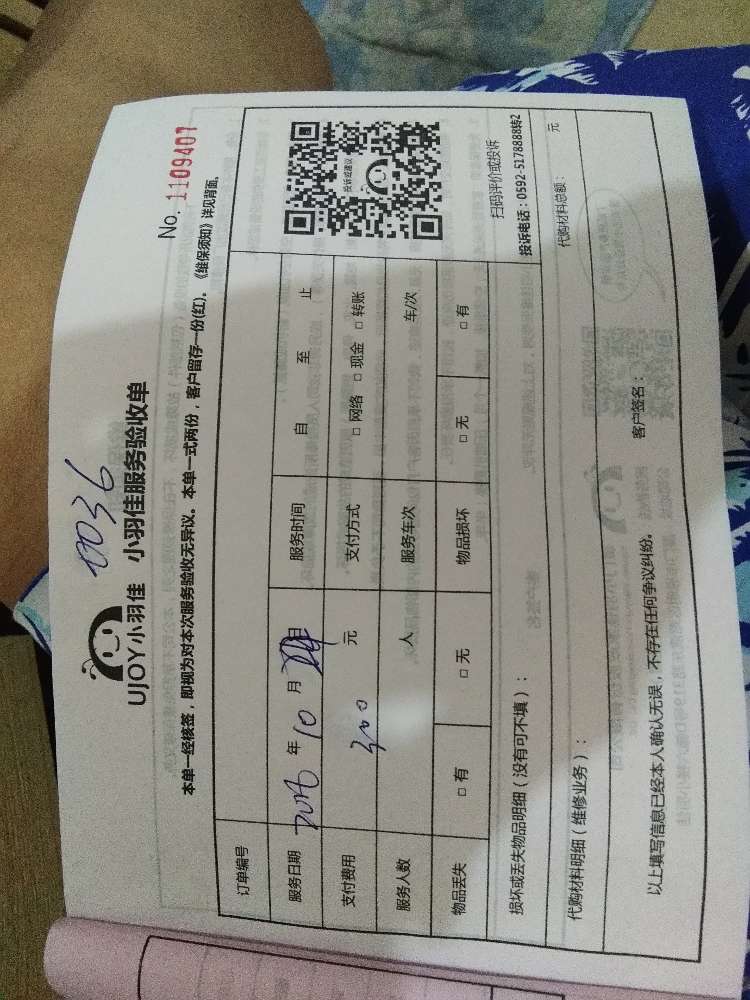 0036
UJOY小羽佳 小羽佳服务验收单
No. 1109407
本单一经核签，即视为对本次服务验收无异议。本单一式两份，客户留存一份(红)。《维保须知》详见背面。
订单编号
服务日期 年 10 月 日 服务时间 自 至 止
支付费用 300 元 支付方式 □ 网络 □ 现金 □ 转账
服务人数 人 服务车次 车/次
物品丢失 □ 有 □ 无 物品损坏 □ 无 □ 有
投诉或建议
扫码评价或投诉
投诉电话：0592-5178888转2
损坏或丢失物品明细（没有可不填）：
代购材料明细（维修业务）： 代购材料总额： 元
以上填写信息已经本人确认无误，不存在任何争议纠纷。 客户签名：